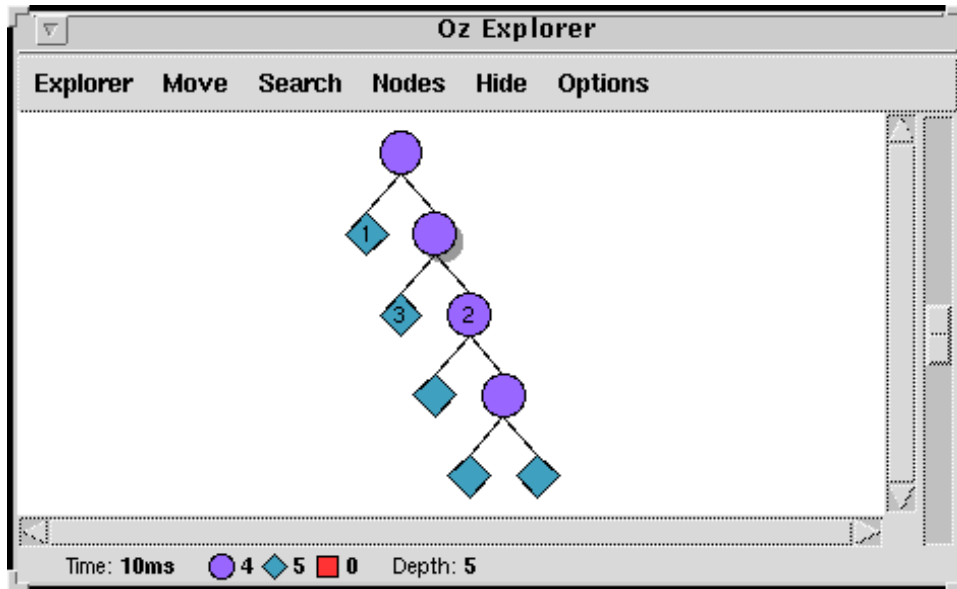 Oz Explorer
Explorer Move Search Nodes Hide Options
1
3
2
Time: 10ms 4 5 0 Depth: 5